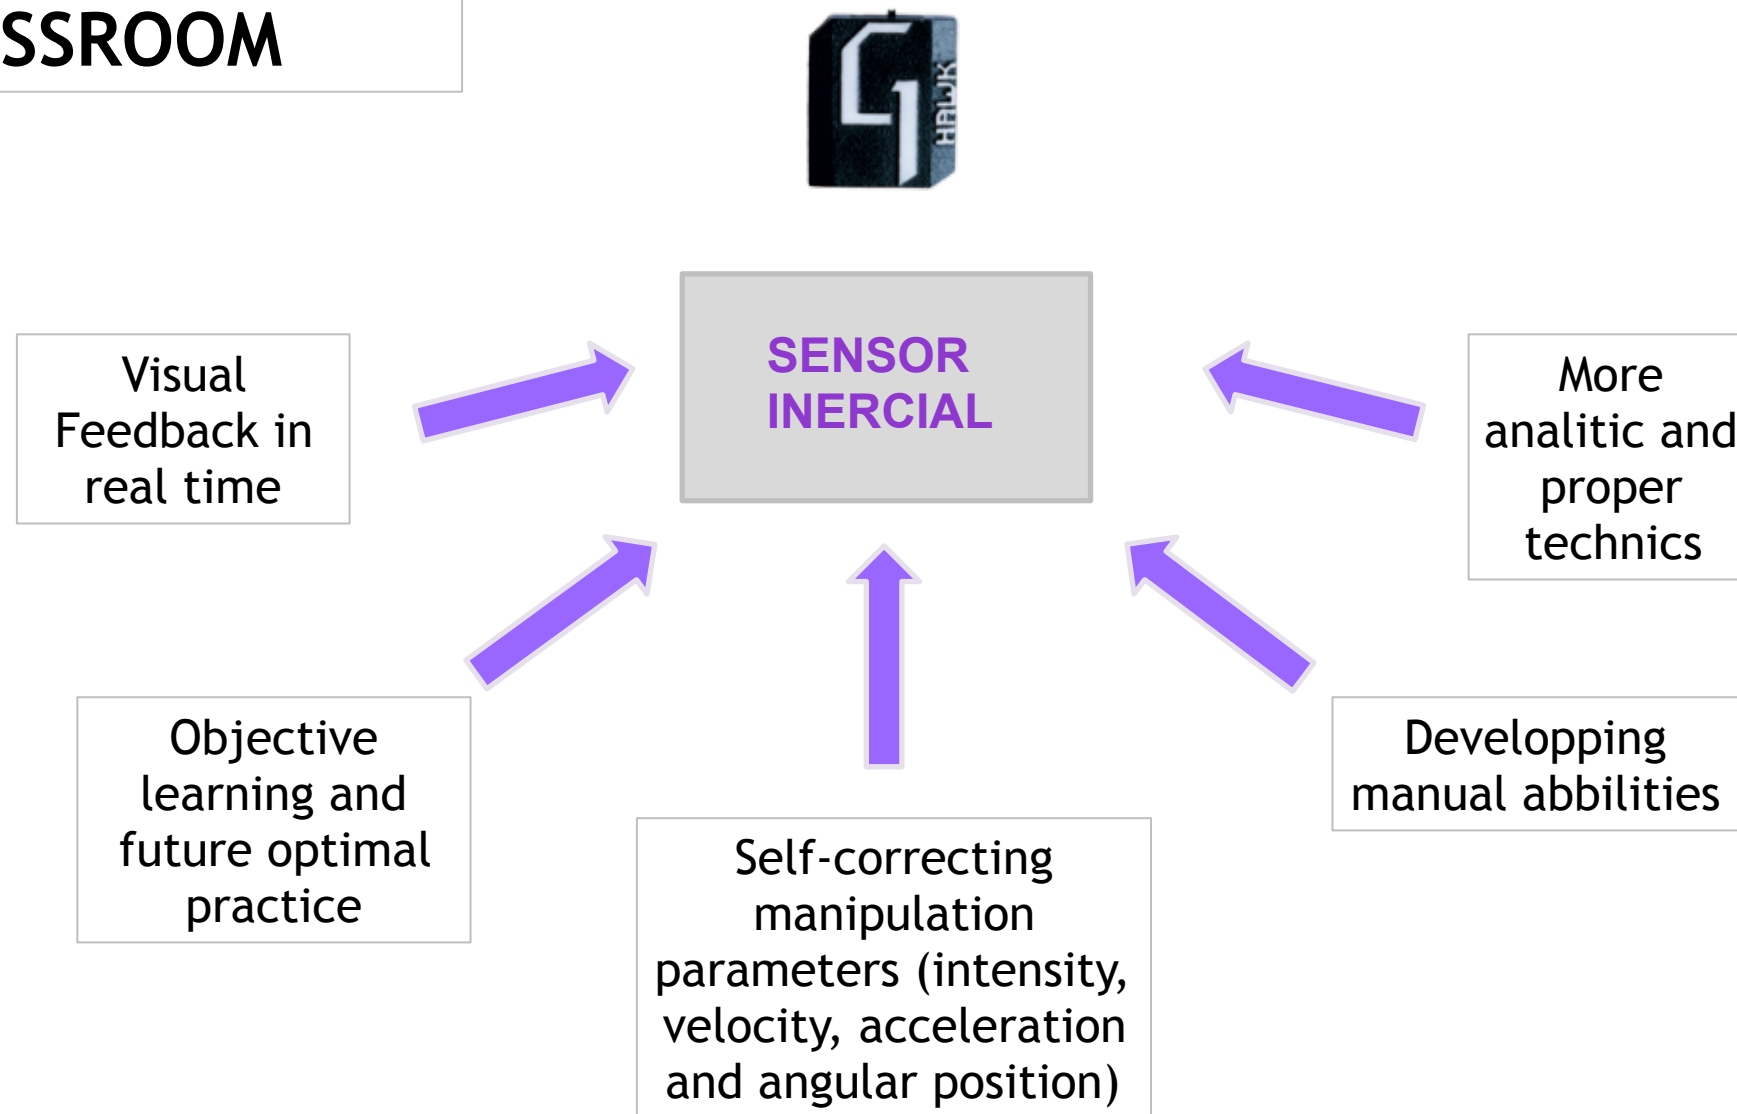 SSROOM
HAWK
SENSOR
INERCIAL
Visual
Feedback in
real time
More
analitic and
proper
technics
Objective
learning and
future optimal
practice
Self-correcting
manipulation
parameters (intensity,
velocity, acceleration
and angular position)
Developping
manual abbilities